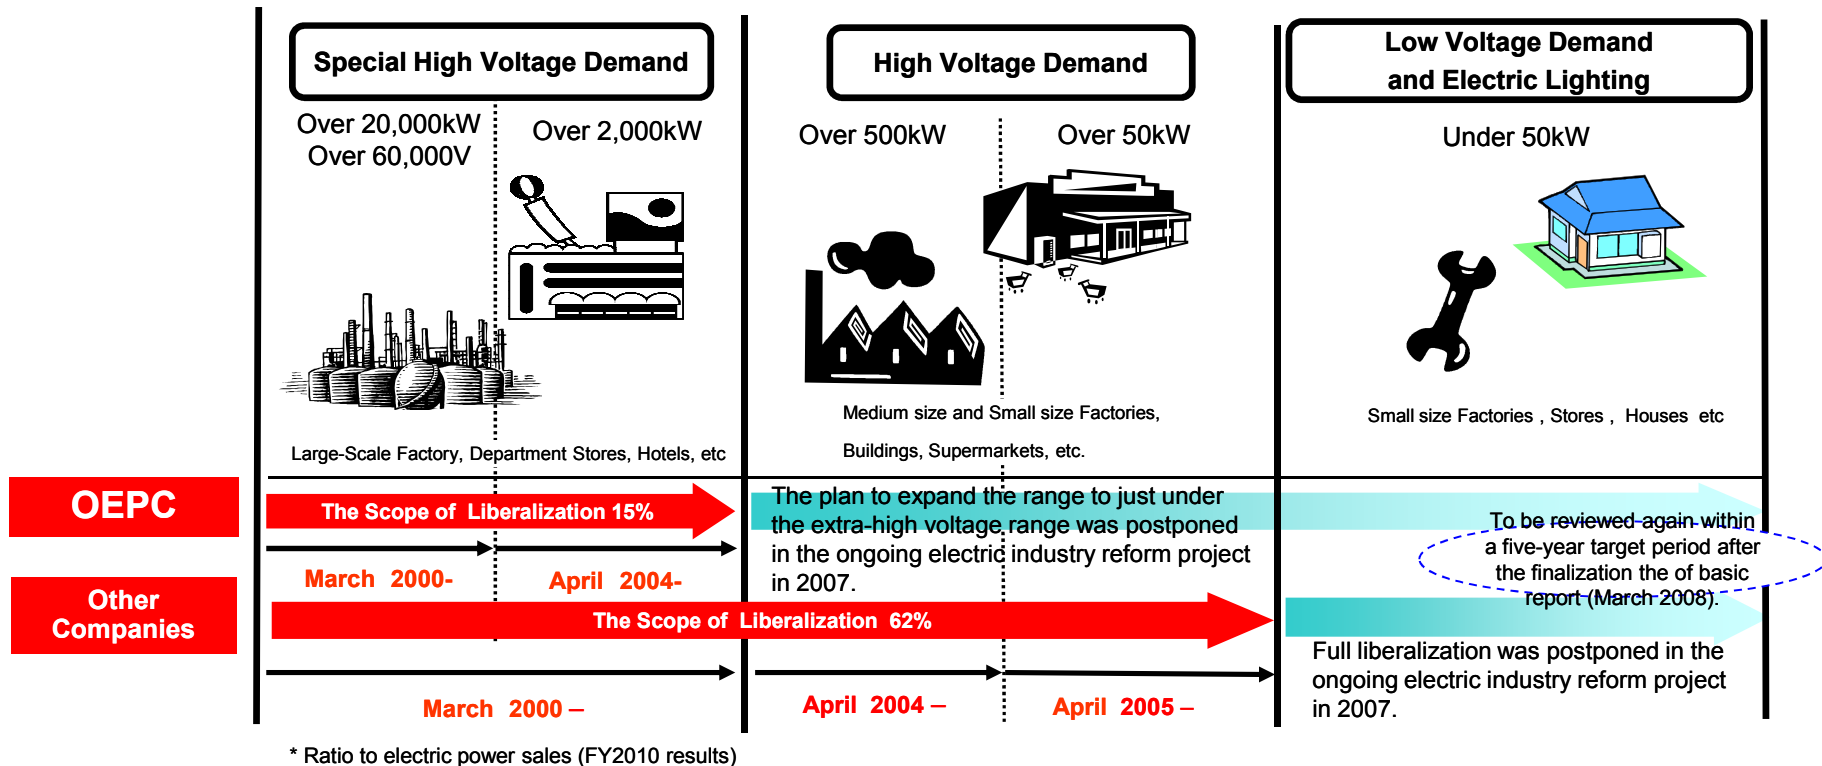 Special High Voltage Demand
High Voltage Demand
Low Voltage Demand
and Electric Lighting
Over 20,000kW
Over 60,000V
Over 2,000kW
Over 500kW
Over 50kW
Under 50kW
Large-Scale Factory, Department Stores, Hotels, etc
Medium size and Small size Factories,
Buildings, Supermarkets, etc.
Small size Factories , Stores , Houses etc
OEPC
The Scope of Liberalization 15%
March 2000-
April 2004-
The plan to expand the range to just under
the extra-high voltage range was postponed
in the ongoing electric industry reform project
in 2007.
To be reviewed again within
a five-year target period after
the finalization the of basic
report (March 2008).
Other
Companies
The Scope of Liberalization 62%
March 2000 –
April 2004 –
April 2005 –
Full liberalization was postponed in the
ongoing electric industry reform project
in 2007.
* Ratio to electric power sales (FY2010 results)